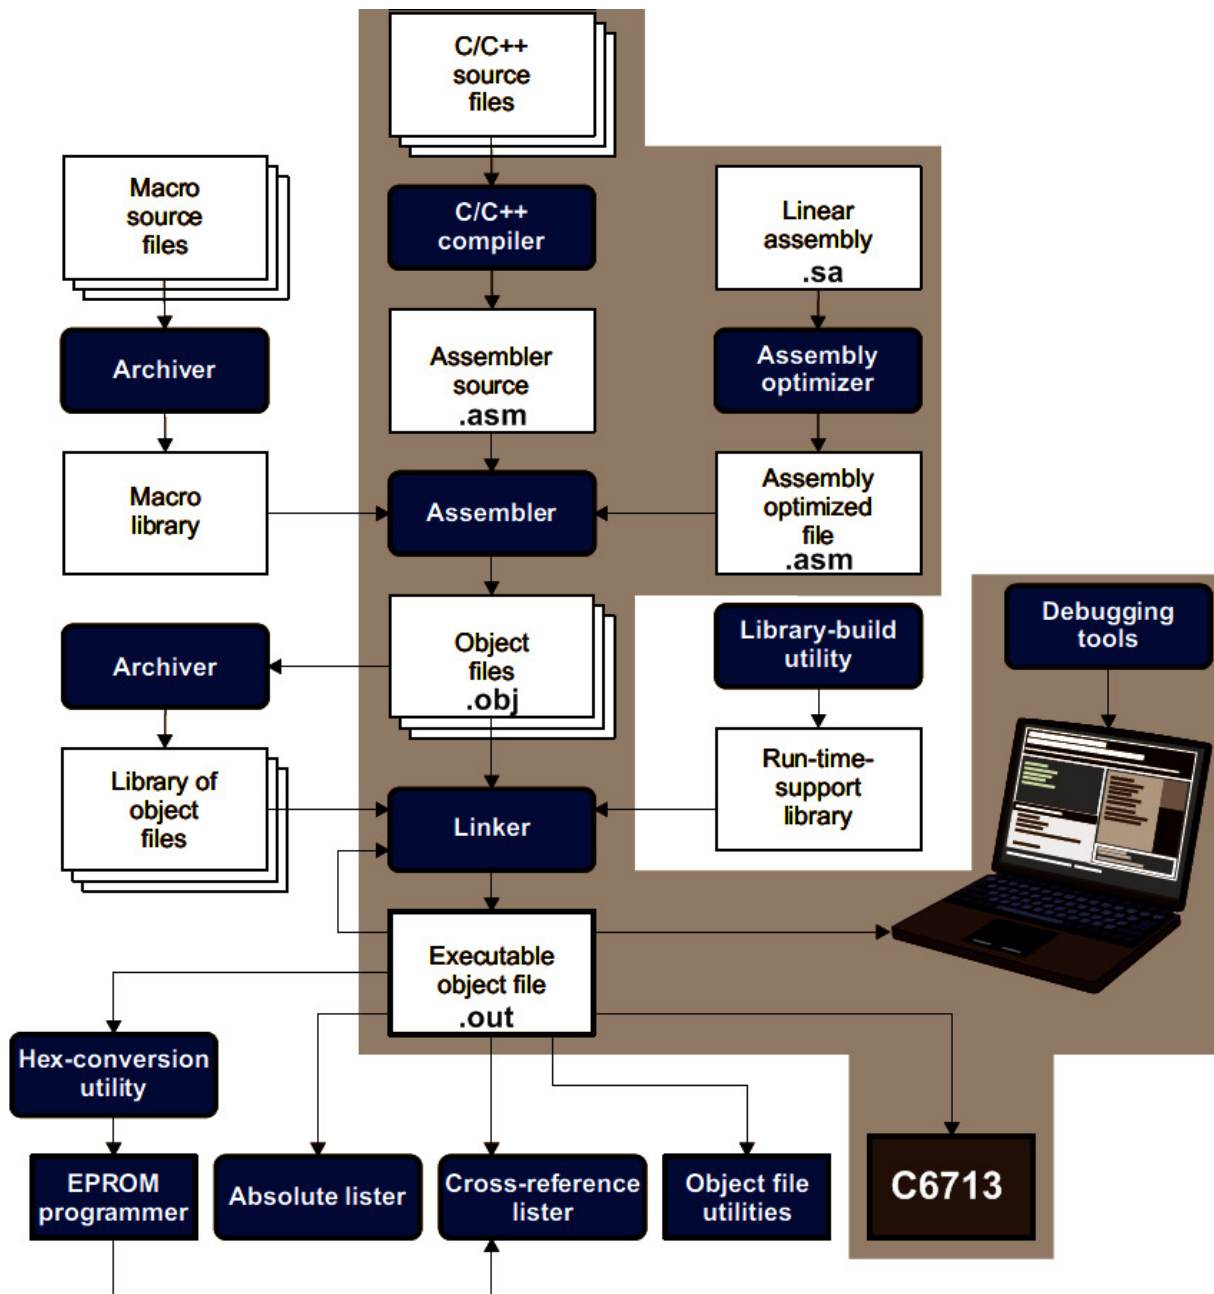 C/C++
source
files
Macro
source
files
C/C++
compiler
Linear
assembly
.sa
Archiver
Assembler
source
.asm
Assembly
optimizer
Macro
library
Assembler
Assembly
optimized
file
.asm
Archiver
Object
files
.obj
Library-build
utility
Debugging
tools
Library of
object
files
Linker
Run-time-
support
library
Executable
object file
.out
Hex-conversion
utility
EPROM
programmer
Absolute lister
Cross-reference
lister
Object file
utilities
C6713